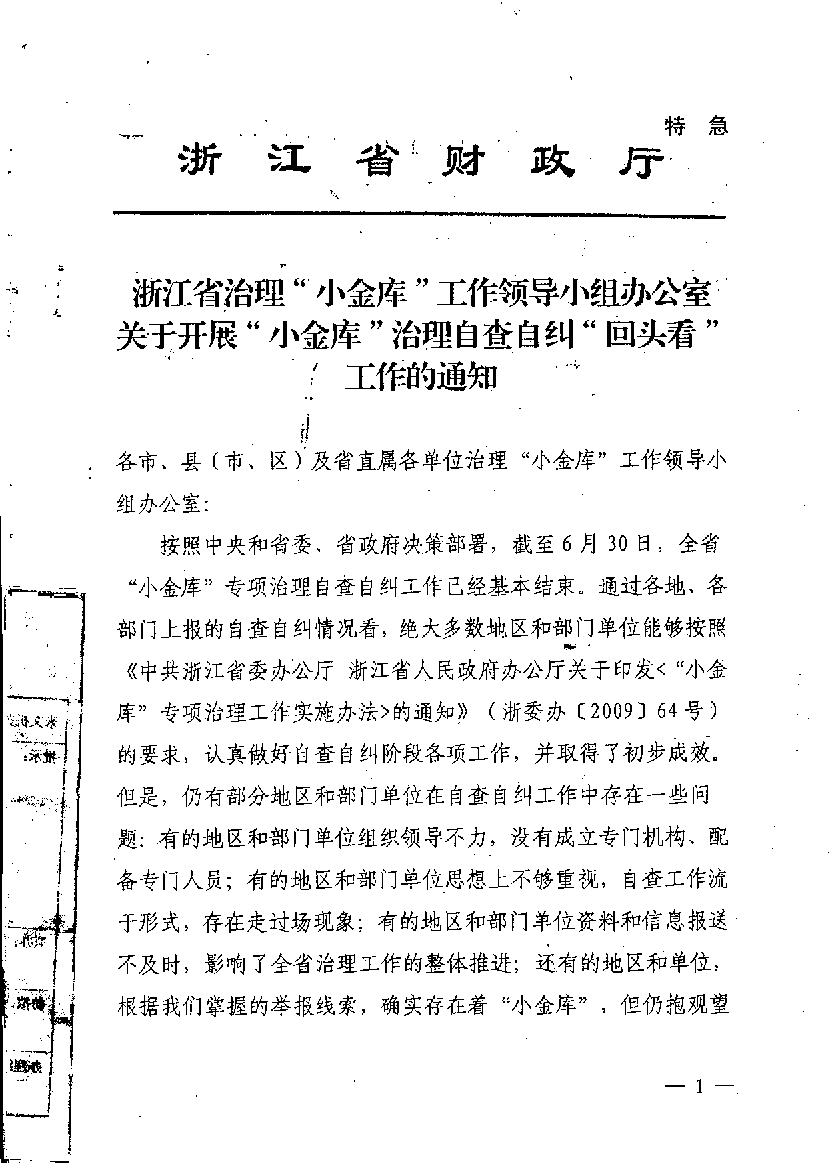 特 急
浙江省财政厅
浙江省治理“小金库”工作领导小组办公室
关于开展“小金库”治理自查自纠“回头看”
工作的通知
各市、县（市、区）及省直属各单位治理“小金库”工作领导小
组办公室：
按照中央和省委、省政府决策部署，截至6月30日，全省
“小金库”专项治理自查自纠工作已经基本结束。通过各地、各
部门上报的自查自纠情况看，绝大多数地区和部门单位能够按照
《中共浙江省委办公厅 浙江省人民政府办公厅关于印发<“小金
库”专项治理工作实施办法>的通知》（浙委办〔2009〕64号）
的要求，认真做好自查自纠阶段各项工作，并取得了初步成效。
但是，仍有部分地区和部门单位在自查自纠工作中存在一些问
题：有的地区和部门单位组织领导不力，没有成立专门机构、配
备专门人员；有的地区和部门单位思想上不够重视，自查工作流
于形式，存在走过场现象；有的地区和部门单位资料和信息报送
不及时，影响了全省治理工作的整体推进；还有的地区和单位，
根据我们掌握的举报线索，确实存在着“小金库”，但仍抱观望
— 1 —